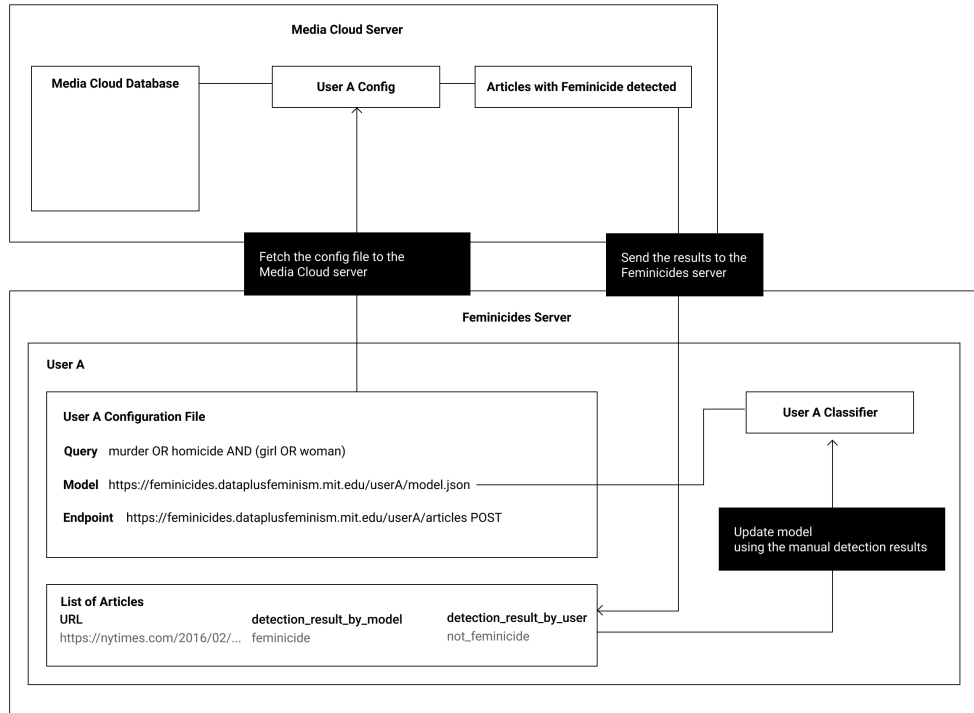 Media Cloud Server
Media Cloud Database
User A Config
Articles with Feminicide detected
Fetch the config file to the
Media Cloud server
Send the results to the
Feminicides server
Feminicides Server
User A
User A Configuration File
Query murder OR homicide AND (girl OR woman)
Model https://feminicides.dataplusfeminism.mit.edu/userA/model.json
Endpoint https://feminicides.dataplusfeminism.mit.edu/userA/articles POST
User A Classifier
Update model
using the manual detection results
List of Articles
URL detection_result_by_model detection_result_by_user
https://nytimes.com/2016/02/... feminicide not_feminicide